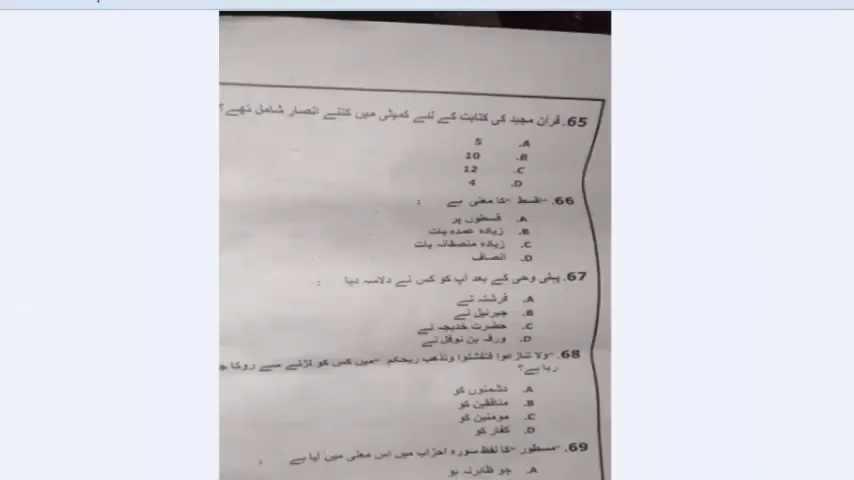 65. قرآن مجید کی کتابت کے لئے کمیٹی میں کتنے انصار شامل تھے؟
A. 5
B. 10
C. 12
D. 4
66. "اقسط" کا معنی ہے :
A. قسطوں پر
B. زیادہ عمدہ بات
C. زیادہ منصفانہ بات
D. انصاف
67. پہلی وحی کے بعد آپ کو کس نے دلاسہ دیا :
A. فرشتہ نے
B. جبرئیل نے
C. حضرت خدیجہ نے
D. ورقہ بن نوفل نے
68. "ولا تنازعوا فتفشلوا وتذهب ريحكم" میں کس کو لڑنے سے روکا جا
رہا ہے؟
A. دشمنوں کو
B. منافقین کو
C. مومنین کو
D. کفار کو
69. "مسطور" کا لفظ سورہ احزاب میں اس معنی میں آیا ہے :
A. جو ظاہر نہ ہو